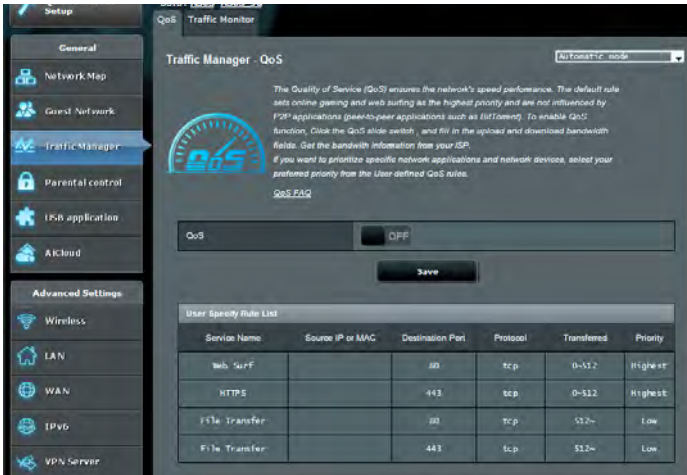 Setup
QoS Traffic Monitor
General
Network Map
Guest Network
Traffic Manager
Parental control
USB application
AiCloud
Advanced Settings
Wireless
LAN
WAN
IPv6
VPN Server
Traffic Manager - QoS
Automatic mode
The Quality of Service (QoS) ensures the network's speed performance. The default rule
sets online gaming and web surfing as the highest priority and are not influenced by
P2P applications (peer-to-peer applications such as BitTorrent). To enable QoS
function, Click the QoS slide switch , and fill in the upload and download bandwidth
fields. Get the bandwith information from your ISP.
If you want to prioritize specific network applications and network devices, select your
preferred priority from the User defined QoS rules.
QoS
QoS FAQ
QoS OFF
Save
User Specify Rule List
Service Name Source IP or MAC Destination Port Protocol Transferred Priority
Web Surf 80 tcp 0~512 Highest
HTTPS 443 tcp 0~512 Highest
File Transfer 80 tcp 512~ Low
File Transfer 443 tcp 512~ Low